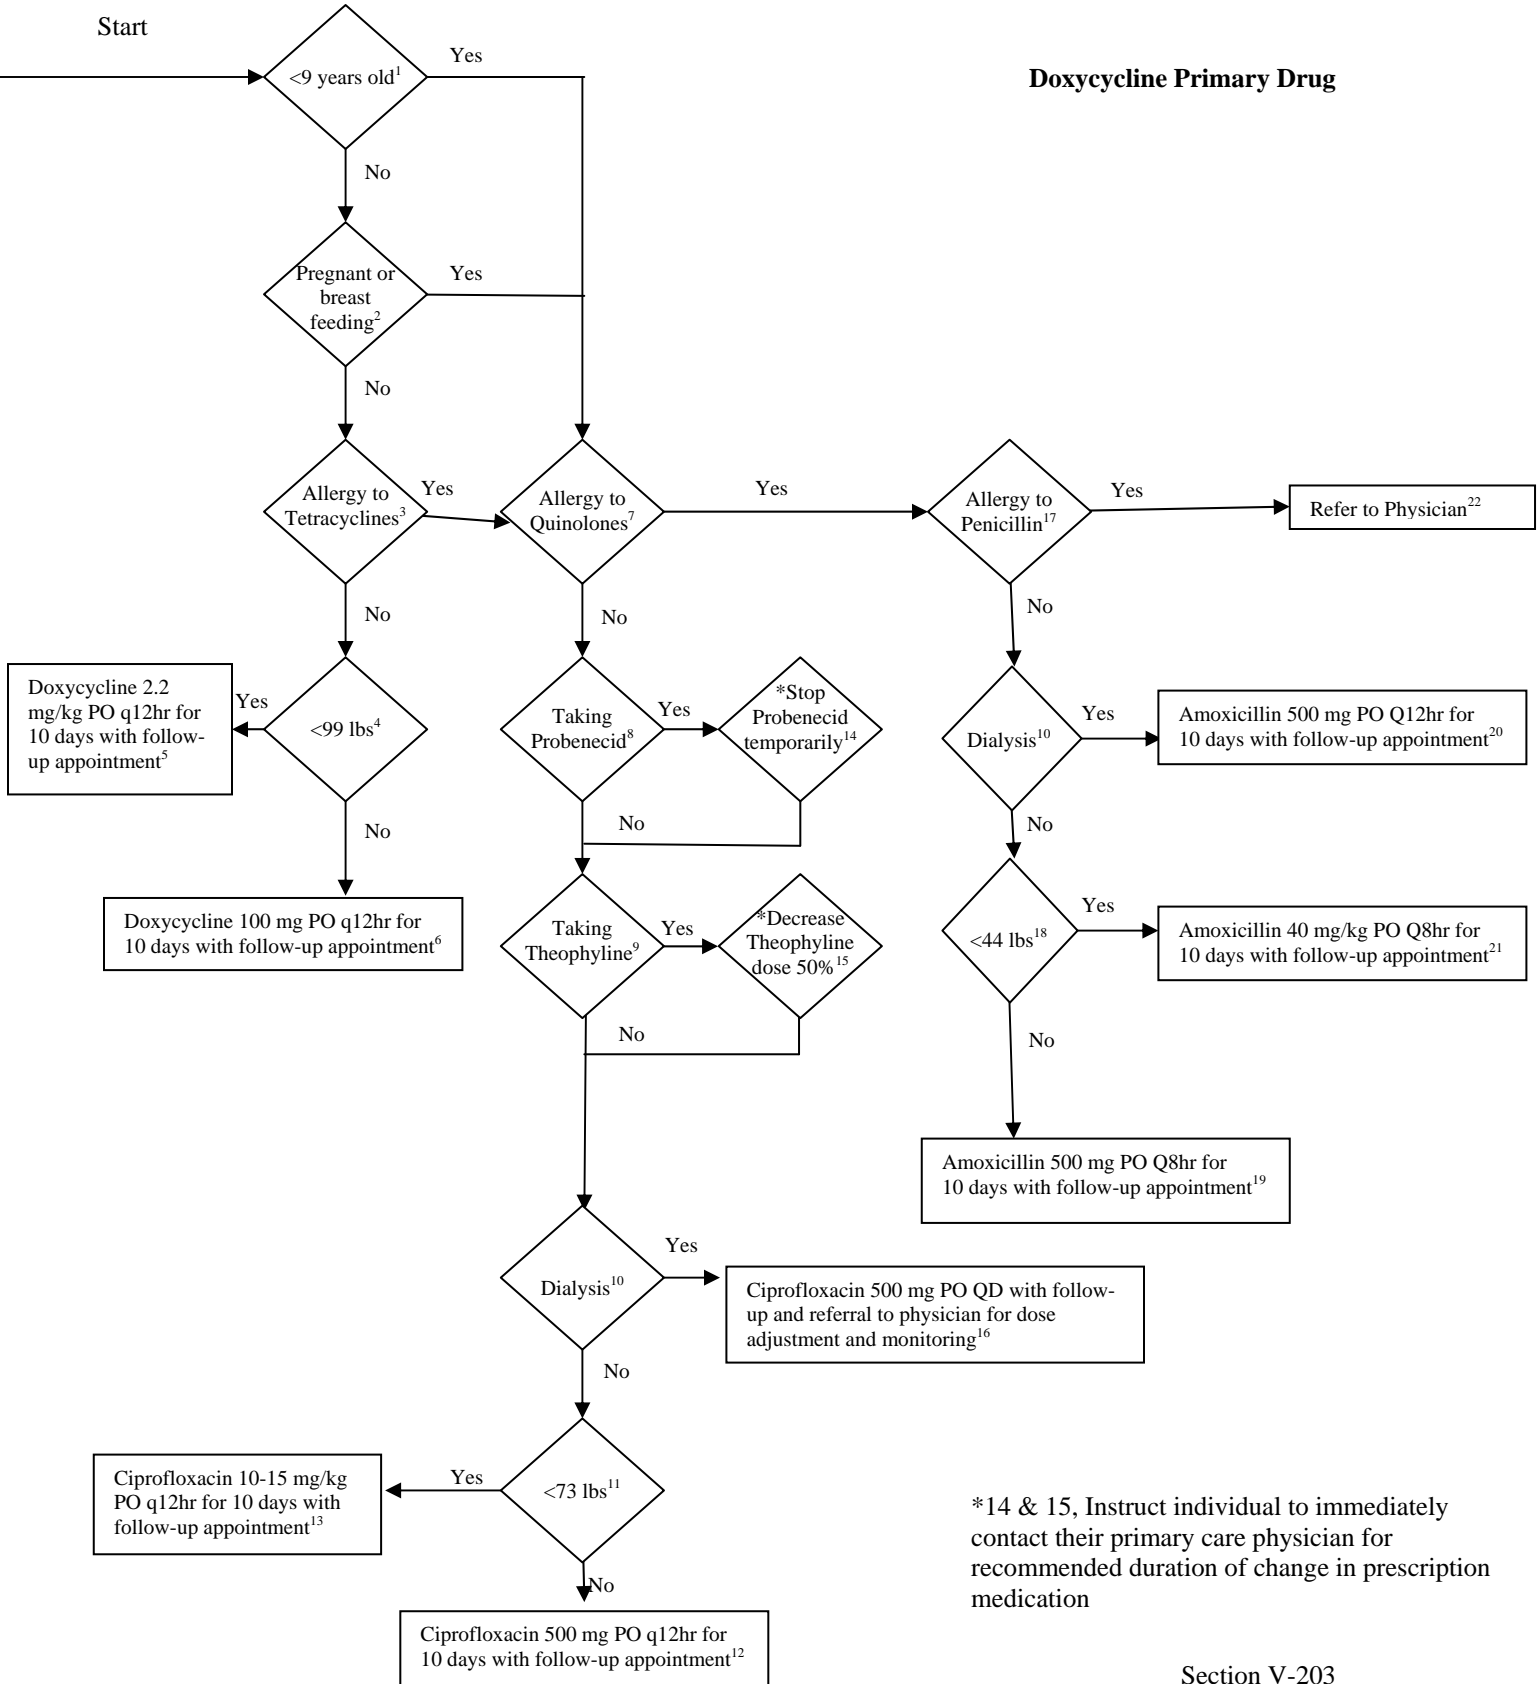 Start
Yes
<9 years old1
Doxycycline Primary Drug
No
Pregnant or
breast
feeding2
Yes
No
Allergy to
Tetracyclines3
Yes
Allergy to
Quinolones7
Yes
Allergy to
Penicillin17
Yes
Refer to Physician22
No
No
No
Doxycycline 2.2
mg/kg PO q12hr for
10 days with follow-
up appointment5
Yes
<99 lbs4
Taking
Probenecid8
Yes
*Stop
Probenecid
temporarily14
Dialysis10
Yes
Amoxicillin 500 mg PO Q12hr for
10 days with follow-up appointment20
No
No
No
Doxycycline 100 mg PO q12hr for
10 days with follow-up appointment6
Taking
Theophyline9
Yes
*Decrease
Theophyline
dose 50%15
<44 lbs18
Yes
Amoxicillin 40 mg/kg PO Q8hr for
10 days with follow-up appointment21
No
No
Amoxicillin 500 mg PO Q8hr for
10 days with follow-up appointment19
Dialysis10
Yes
Ciprofloxacin 500 mg PO QD with follow-
up and referral to physician for dose
adjustment and monitoring16
No
Ciprofloxacin 10-15 mg/kg
PO q12hr for 10 days with
follow-up appointment13
Yes
<73 lbs11
No
Ciprofloxacin 500 mg PO q12hr for
10 days with follow-up appointment12
*14 & 15, Instruct individual to immediately
contact their primary care physician for
recommended duration of change in prescription
medication
Section V-203